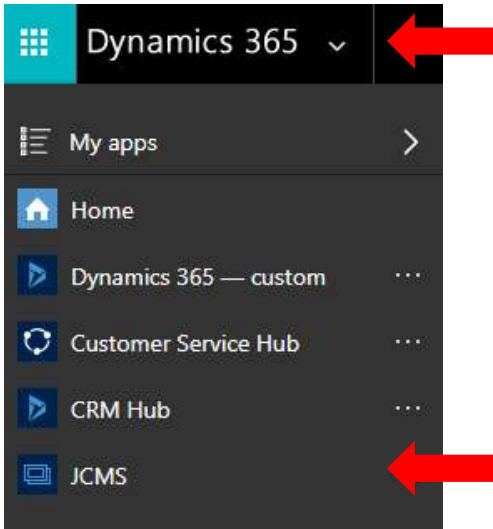 Dynamics 365
My apps
Home
Dynamics 365 — custom
Customer Service Hub
CRM Hub
JCMS